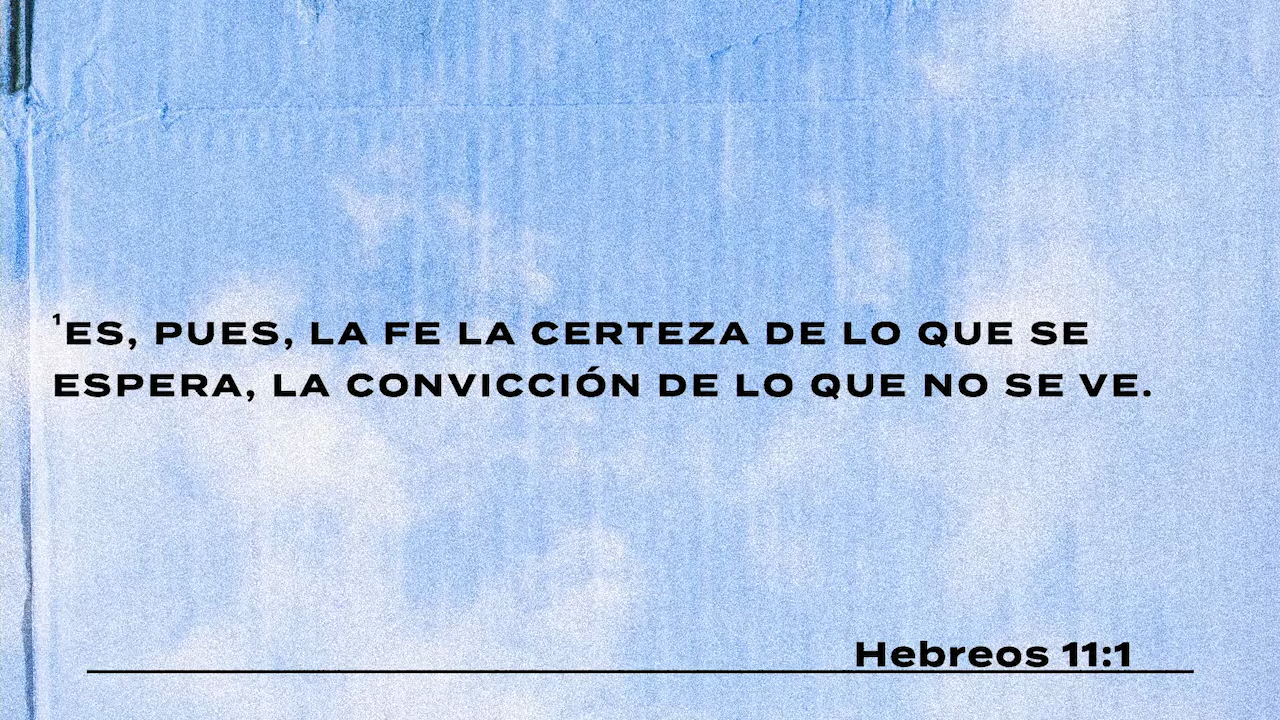 ¹ES, PUES, LA FE LA CERTEZA DE LO QUE SE
ESPERA, LA CONVICCIÓN DE LO QUE NO SE VE.
Hebreos 11:1